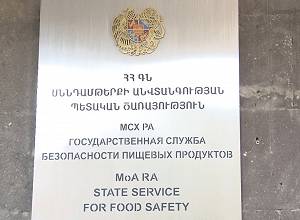 ՀՀ ԳՆ
ՍՆՆԴԱՄԹԵՐՔԻ ԱՆՎՏԱՆԳՈՒԹՅԱՆ
ՊԵՏԱԿԱՆ ԾԱՌԱՅՈՒԹՅՈՒՆ
МСХ РА
ГОСУДАРСТВЕННАЯ СЛУЖБА
БЕЗОПАСНОСТИ ПИЩЕВЫХ ПРОДУКТОВ
MoA RA
STATE SERVICE
FOR FOOD SAFETY